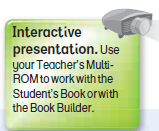 Interactive
presentation. Use
your Teacher's Multi-
ROM to work with the
Student's Book or with
the Book Builder.